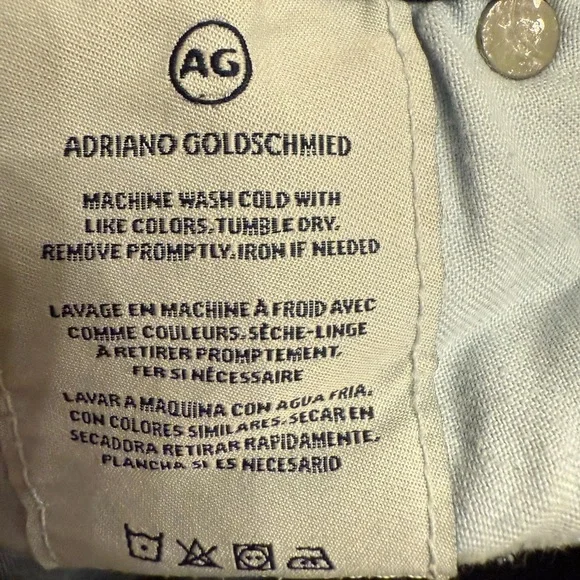 AG
ADRIANO GOLDSCHMIED
MACHINE WASH COLD WITH
LIKE COLORS. TUMBLE DRY.
REMOVE PROMPTLY. IRON IF NEEDED
LAVAGE EN MACHINE À FROID AVEC
COMME COULEURS. SÈCHE-LINGE
À RETIRER PROMPTEMENT.
FER SI NÉCESSAIRE
LAVAR A MAQUINA CON AGUA FRIA.
CON COLORES SIMILARES. SECAR EN
SECADORA RETIRAR RAPIDAMENTE.
PLANCHA SI ES NECESARIO